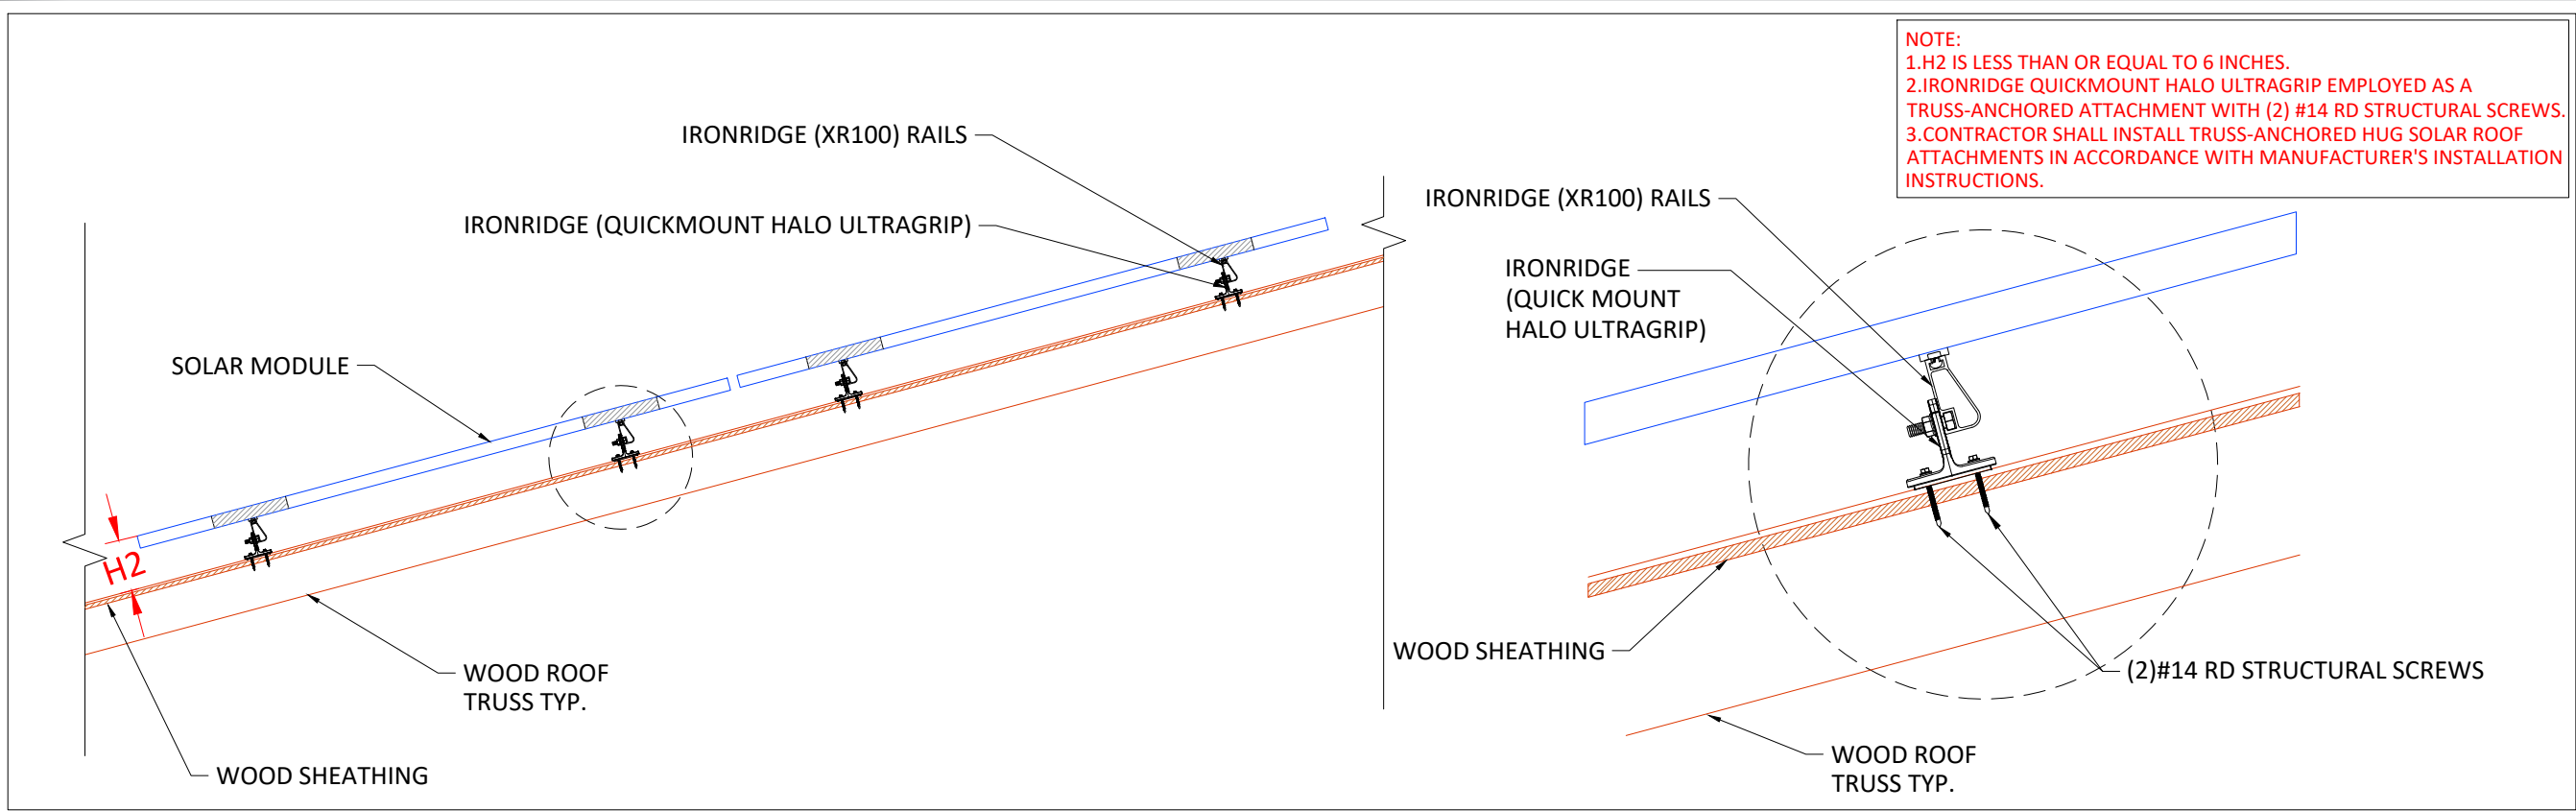 NOTE:
1.H2 IS LESS THAN OR EQUAL TO 6 INCHES.
2.IRONRIDGE QUICKMOUNT HALO ULTRAGRIP EMPLOYED AS A
TRUSS-ANCHORED ATTACHMENT WITH (2) #14 RD STRUCTURAL SCREWS.
3.CONTRACTOR SHALL INSTALL TRUSS-ANCHORED HUG SOLAR ROOF
ATTACHMENTS IN ACCORDANCE WITH MANUFACTURER'S INSTALLATION
INSTRUCTIONS.
IRONRIDGE (XR100) RAILS
IRONRIDGE (QUICKMOUNT HALO ULTRAGRIP)
SOLAR MODULE
H2
WOOD ROOF
TRUSS TYP.
WOOD SHEATHING
IRONRIDGE (XR100) RAILS
IRONRIDGE
(QUICK MOUNT
HALO ULTRAGRIP)
WOOD SHEATHING
(2)#14 RD STRUCTURAL SCREWS
WOOD ROOF
TRUSS TYP.